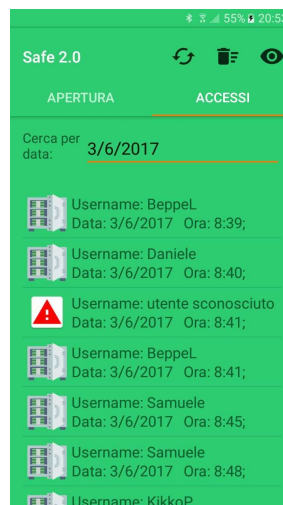 55% 20:53
Safe 2.0
APERTURA ACCESSI
Cerca per
data: 3/6/2017
Username: BeppeL
Data: 3/6/2017 Ora: 8:39;
Username: Daniele
Data: 3/6/2017 Ora: 8:40;
Username: utente sconosciuto
Data: 3/6/2017 Ora: 8:41;
Username: BeppeL
Data: 3/6/2017 Ora: 8:41;
Username: Samuele
Data: 3/6/2017 Ora: 8:45;
Username: Samuele
Data: 3/6/2017 Ora: 8:48;
Username: KikkoP